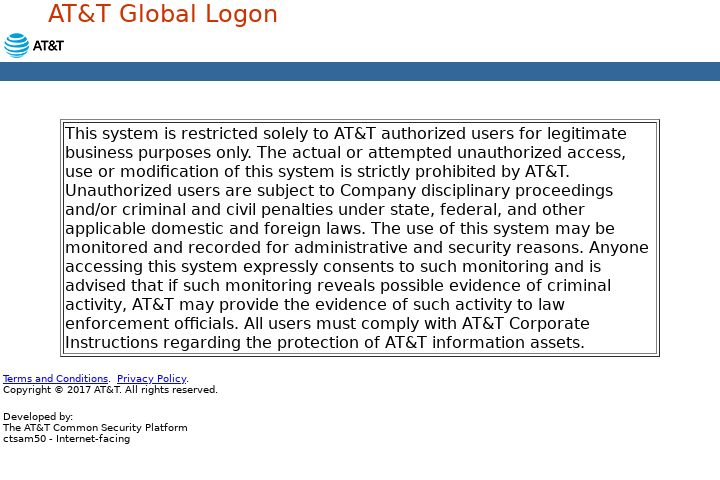 AT&T Global Logon
AT&T
This system is restricted solely to AT&T authorized users for legitimate
business purposes only. The actual or attempted unauthorized access,
use or modification of this system is strictly prohibited by AT&T.
Unauthorized users are subject to Company disciplinary proceedings
and/or criminal and civil penalties under state, federal, and other
applicable domestic and foreign laws. The use of this system may be
monitored and recorded for administrative and security reasons. Anyone
accessing this system expressly consents to such monitoring and is
advised that if such monitoring reveals possible evidence of criminal
activity, AT&T may provide the evidence of such activity to law
enforcement officials. All users must comply with AT&T Corporate
Instructions regarding the protection of AT&T information assets.
Terms and Conditions. Privacy Policy.
Copyright © 2017 AT&T. All rights reserved.
Developed by:
The AT&T Common Security Platform
ctsam50 - Internet-facing